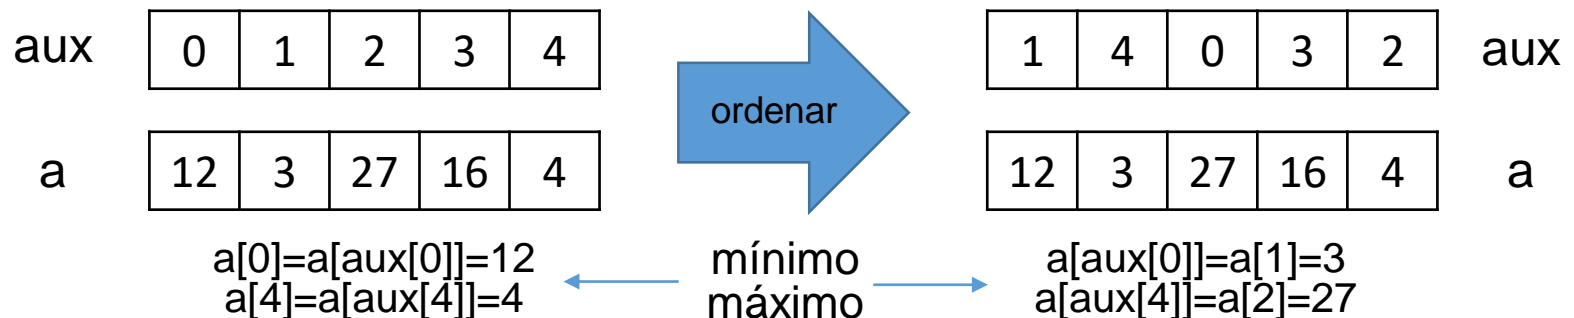 aux 0 1 2 3 4
ordenar
1 4 0 3 2 aux
a 12 3 27 16 4
12 3 27 16 4 a
a[0]=a[aux[0]]=12
a[4]=a[aux[4]]=4
mínimo
máximo
a[aux[0]]=a[1]=3
a[aux[4]]=a[2]=27